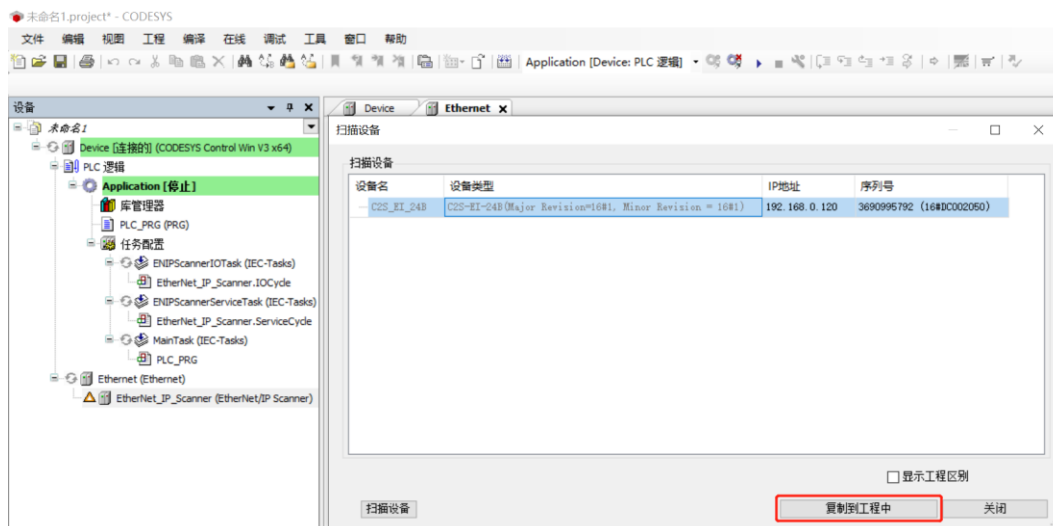 未命名1.project* - CODESYS
文件 编辑 视图 工程 编译 在线 调试 工具 窗口 帮助
Application [Device: PLC 逻辑]
设备
未命名1
Device [连接的] (CODESYS Control Win V3 x64)
PLC 逻辑
Application [停止]
库管理器
PLC_PRG (PRG)
任务配置
ENIPScannerIOTask (IEC-Tasks)
EtherNet_IP_Scanner.IOCycle
ENIPScannerServiceTask (IEC-Tasks)
EtherNet_IP_Scanner.ServiceCycle
MainTask (IEC-Tasks)
PLC_PRG
Ethernet (Ethernet)
EtherNet_IP_Scanner (EtherNet/IP Scanner)
Device Ethernet
扫描设备
扫描设备
设备名 设备类型 IP地址 序列号
C2S_EI_24B C2S-EI-24B(Major Revision=16#1, Minor Revision = 16#1) 192.168.0.120 3690995792 (16#DC002050)
显示工程区别
扫描设备 复制到工程中 关闭